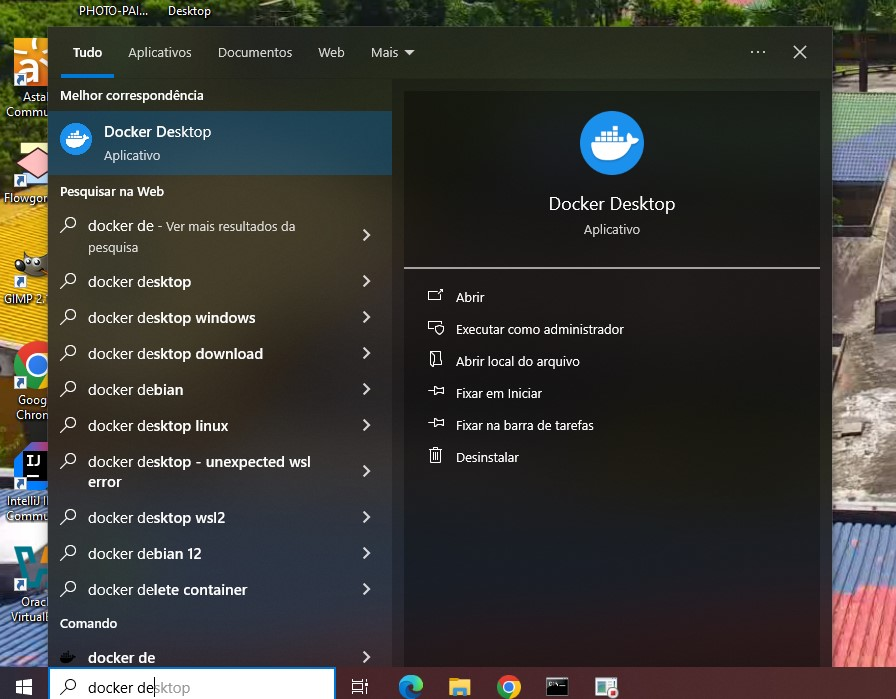 PHOTO-PAI...
Desktop
Tudo
Aplicativos
Documentos
Web
Mais
Melhor correspondência
Docker Desktop
Aplicativo
Pesquisar na Web
docker de - Ver mais resultados da
pesquisa
docker desktop
docker desktop windows
docker desktop download
docker debian
docker desktop linux
docker desktop - unexpected wsl
error
docker desktop wsl2
docker debian 12
docker delete container
Comando
docker de
docker desktop
Docker Desktop
Aplicativo
Abrir
Executar como administrador
Abrir local do arquivo
Fixar em Iniciar
Fixar na barra de tarefas
Desinstalar
a
Asta
Commu
Flowgor
GIMP 2.
Goog
Chron
IJ
IntelliJ I
Commu
Orac
Virtual